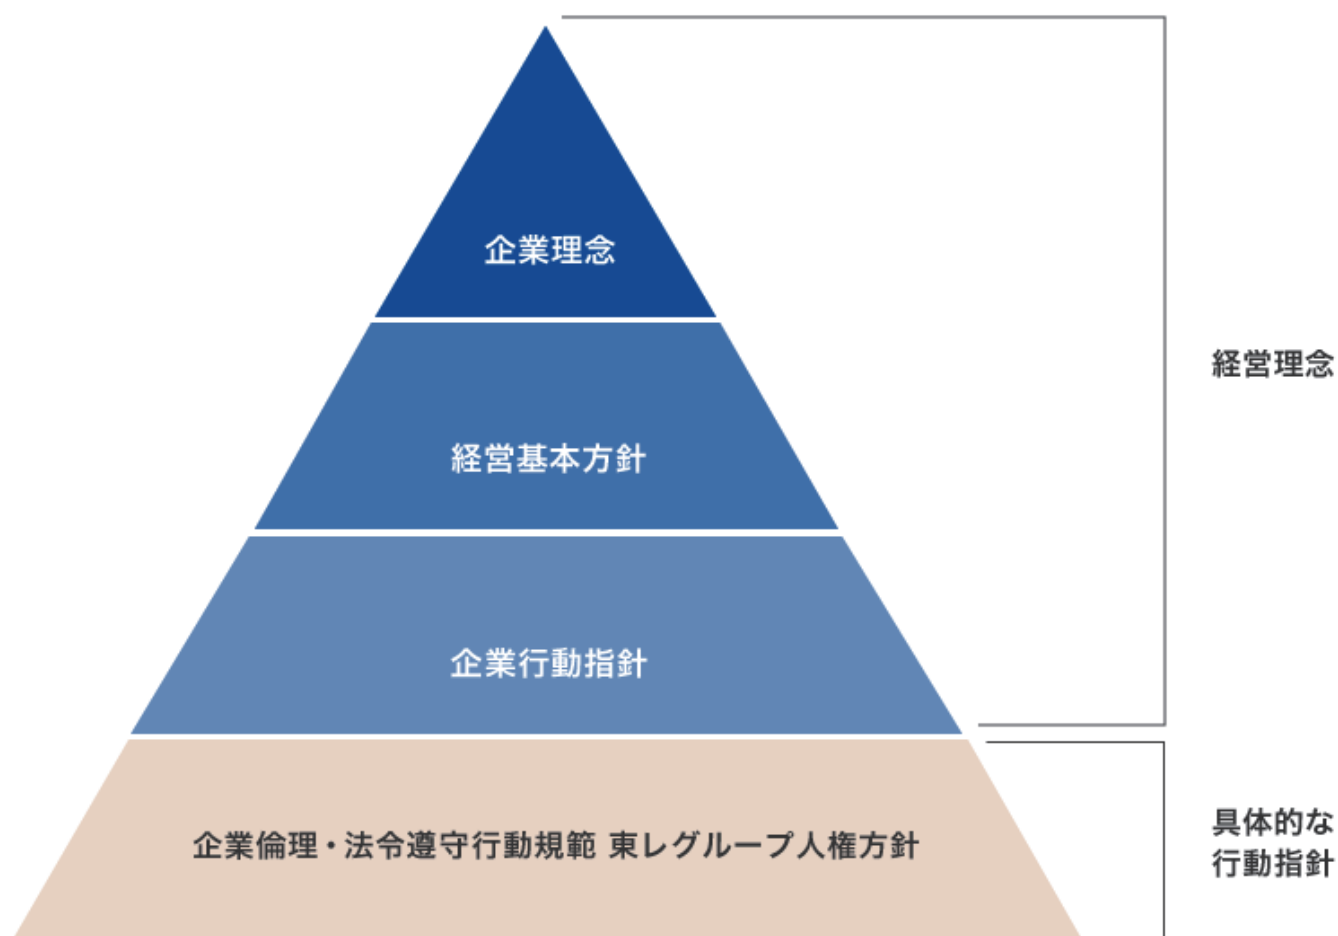 企業理念
経営理念
経営基本方針
企業行動指針
企業倫理・法令遵守行動規範 東レグループ人権方針
具体的な
行動指針